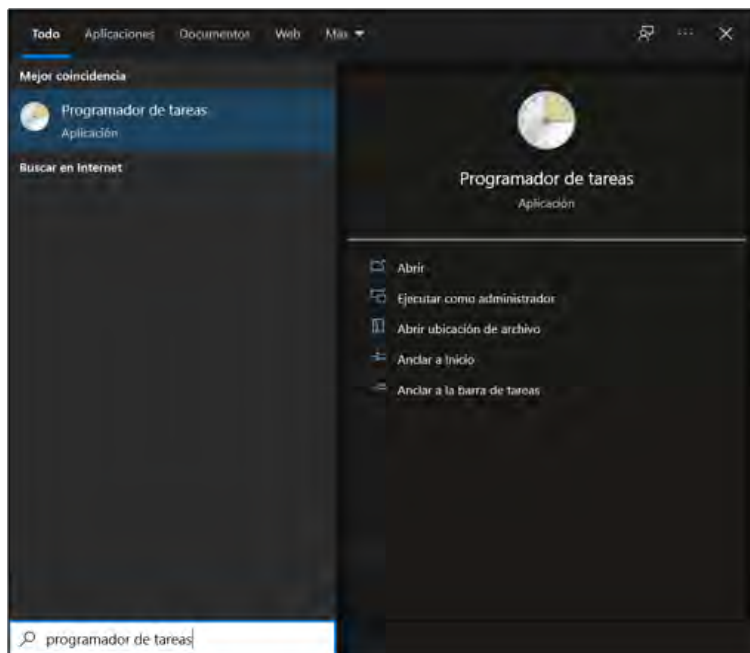 Todo Aplicaciones Documentos Web Más
Mejor coincidencia
Programador de tareas
Aplicación
Buscar en Internet
Programador de tareas
Aplicación
Abrir
Ejecutar como administrador
Abrir ubicación de archivo
Anclar a Inicio
Anclar a la barra de tareas
programador de tareas